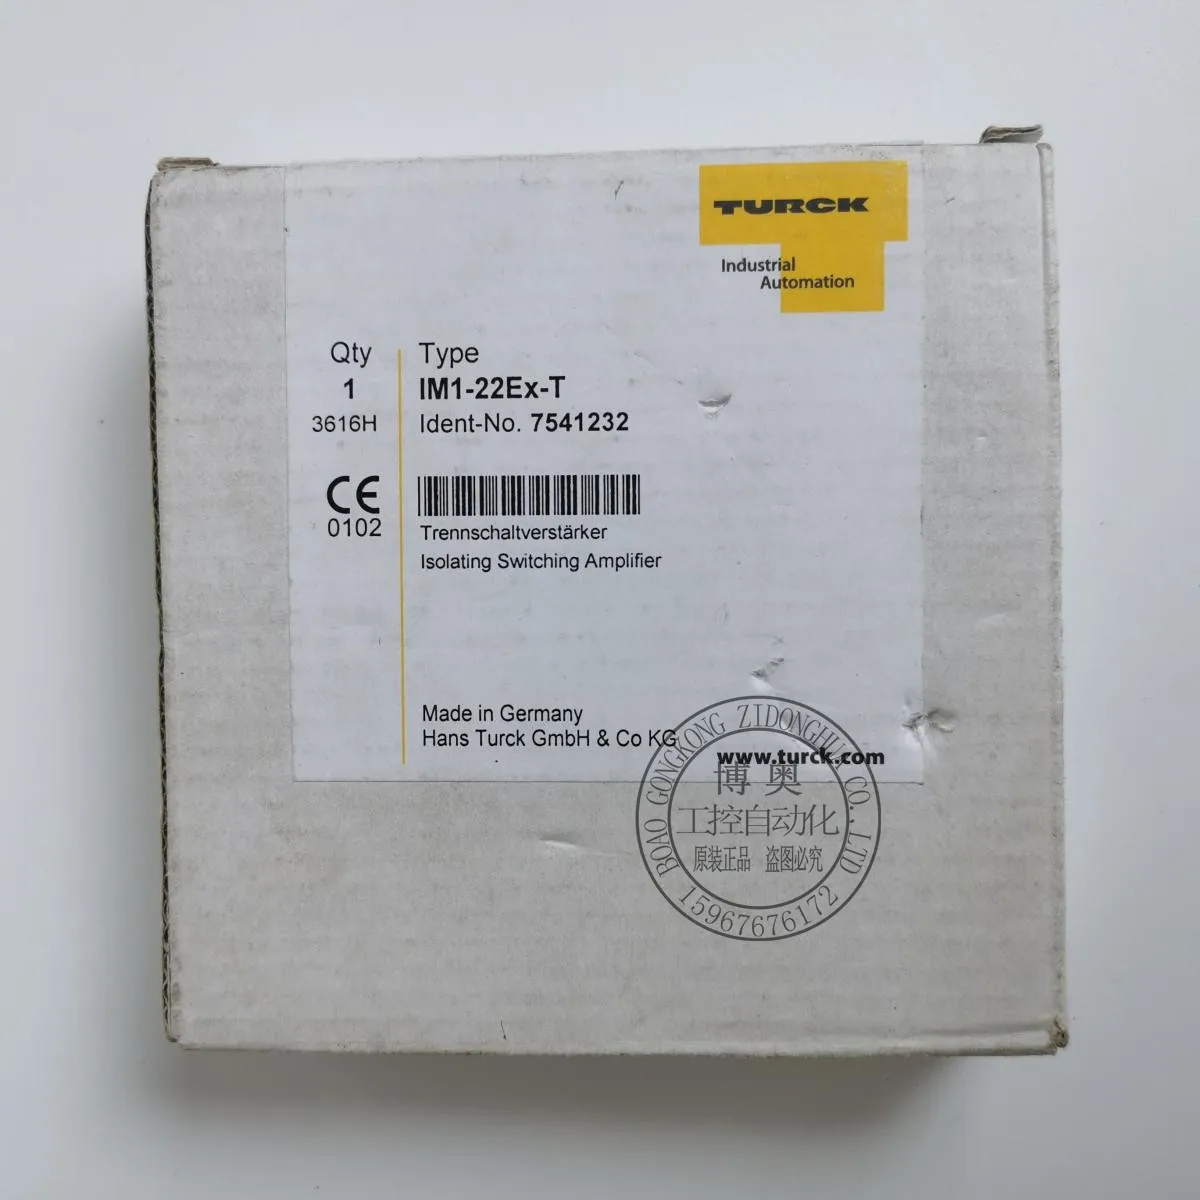 TURCK
Industrial
Automation
Qty
1
3616H
Type
IM1-22Ex-T
Ident-No. 7541232
CE
0102
Trennschaltverstärker
Isolating Switching Amplifier
Made in Germany
Hans Turck GmbH & Co KG
www.turck.com
BOAO GONGKONG ZIDONGHUA CO.,LTD
博奥
工控自动化
原装正品 盗图必究
15967676172